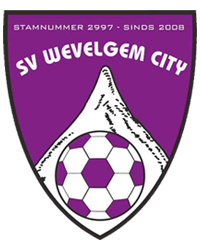 STAMNUMMER 2997 - SINDS 2008
SV WEVELGEM CITY